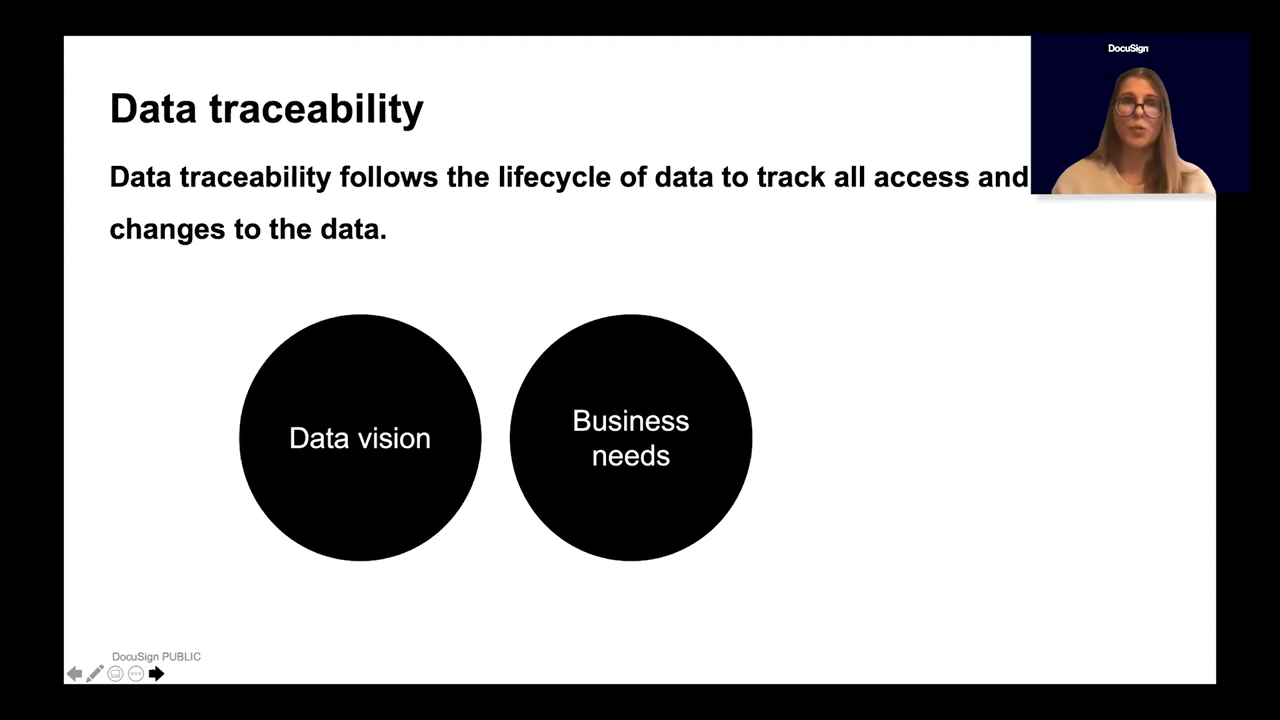 DocuSign
Data traceability
Data traceability follows the lifecycle of data to track all access and
changes to the data.
Data vision
Business
needs
DocuSign PUBLIC